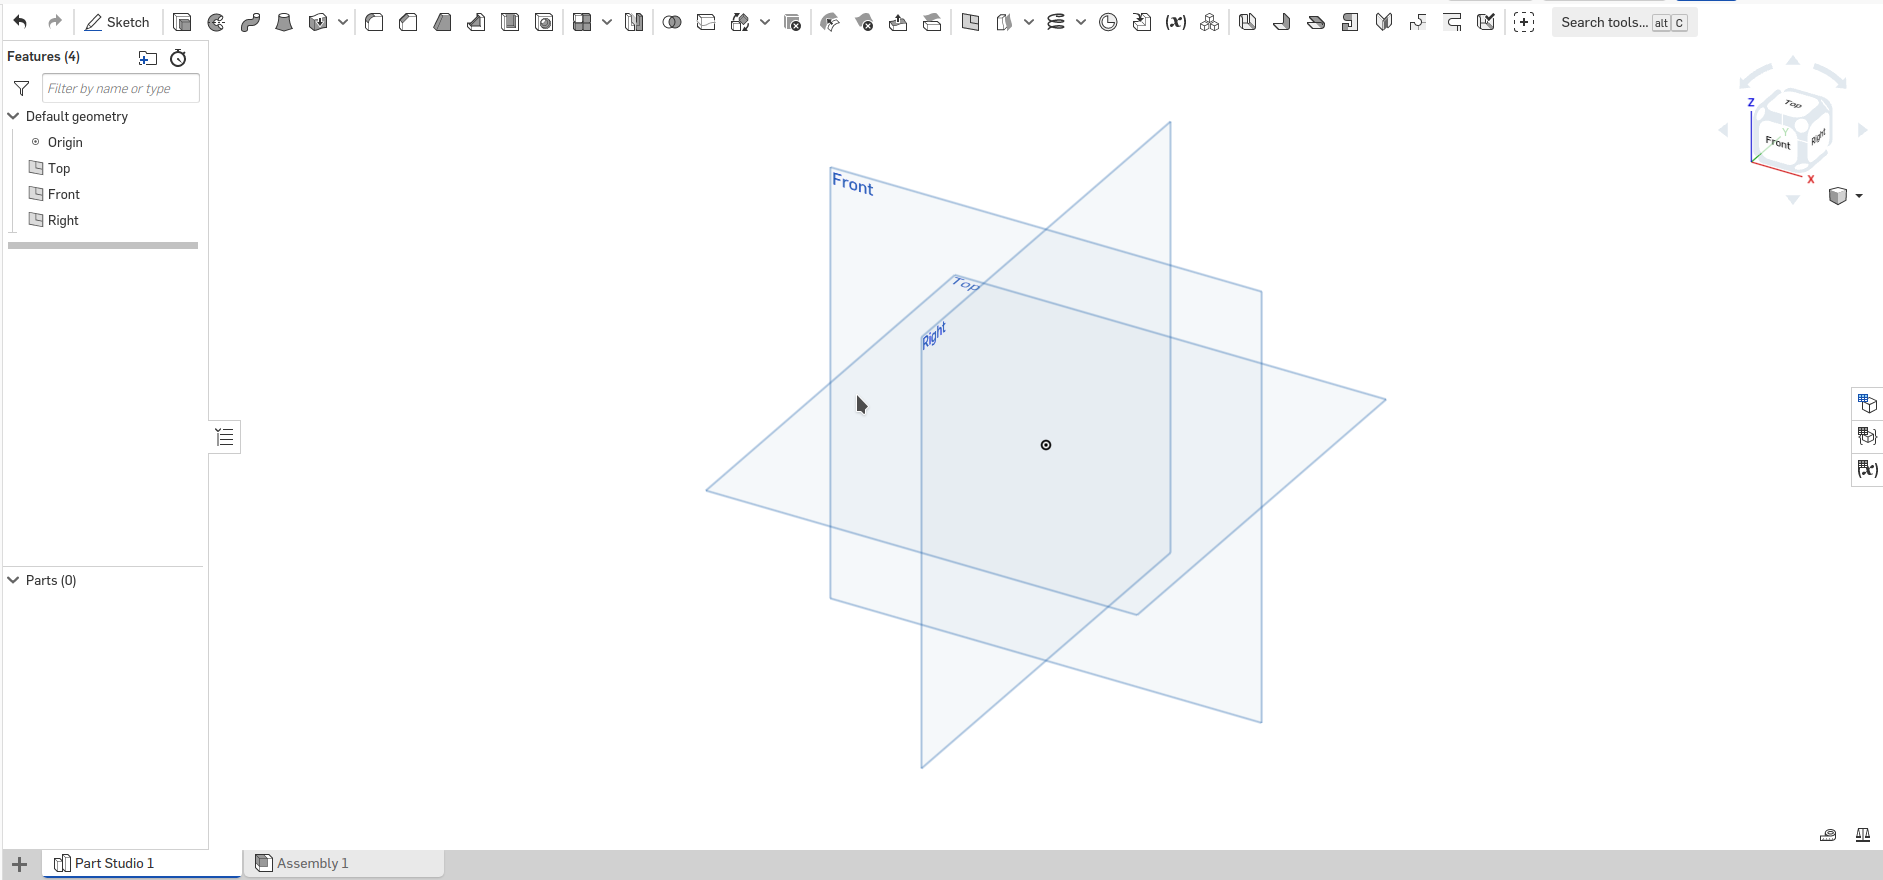 Sketch
(x)
Search tools... alt C
Features (4)
Filter by name or type
Default geometry
Origin
Top
Front
Right
Parts (0)
Front
Top
Right
Z
Top
Y
Front
Right
X
(x)
Part Studio 1
Assembly 1